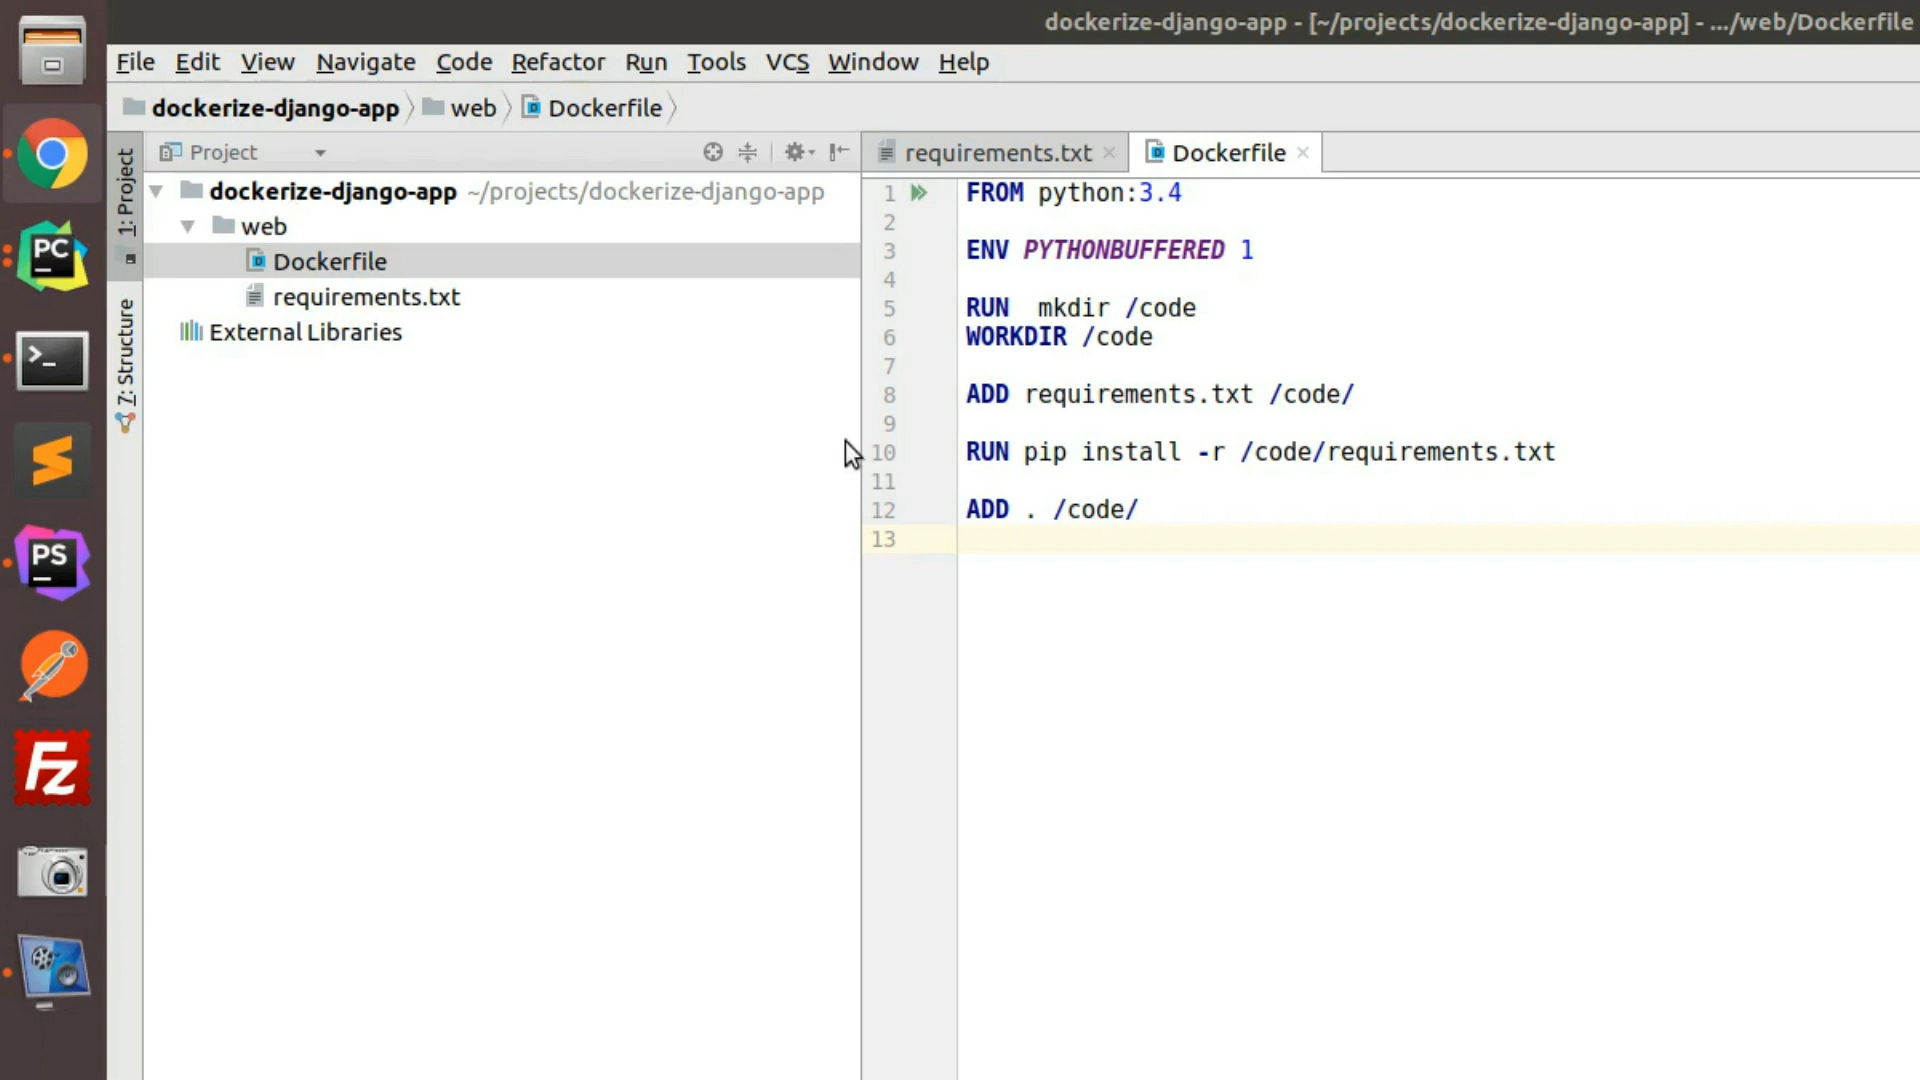 dockerize-django-app - [~/projects/dockerize-django-app] - .../web/Dockerfile
File Edit View Navigate Code Refactor Run Tools VCS Window Help
dockerize-django-app web Dockerfile
1: Project
7: Structure
Project
dockerize-django-app ~/projects/dockerize-django-app
web
Dockerfile
requirements.txt
External Libraries
requirements.txt Dockerfile
1 FROM python:3.4
2
3 ENV PYTHONBUFFERED 1
4
5 RUN  mkdir /code
6 WORKDIR /code
7
8 ADD requirements.txt /code/
9
10 RUN pip install -r /code/requirements.txt
11
12 ADD . /code/
13
PC
>_
PS
Fz